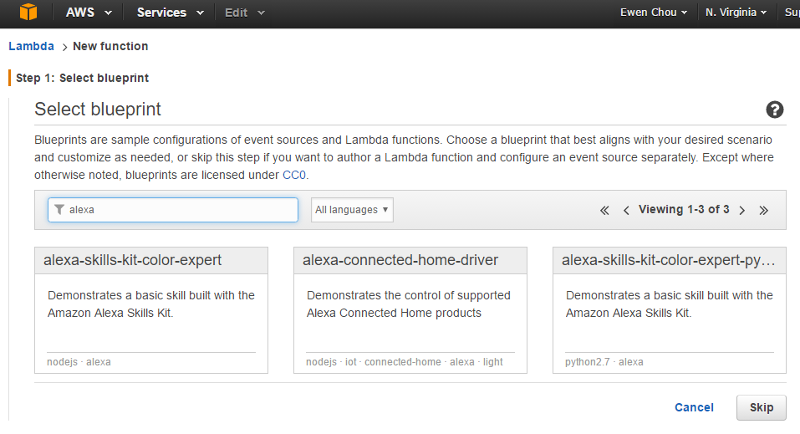 AWS Services Edit Ewen Chou N. Virginia Sup
Lambda > New function
Step 1: Select blueprint
Select blueprint ?
Blueprints are sample configurations of event sources and Lambda functions. Choose a blueprint that best aligns with your desired scenario
and customize as needed, or skip this step if you want to author a Lambda function and configure an event source separately. Except where
otherwise noted, blueprints are licensed under CC0.
alexa All languages « ‹ Viewing 1-3 of 3 › »
alexa-skills-kit-color-expert
Demonstrates a basic skill built with the
Amazon Alexa Skills Kit.
nodejs · alexa
alexa-connected-home-driver
Demonstrates the control of supported
Alexa Connected Home products
nodejs · iot · connected-home · alexa · light
alexa-skills-kit-color-expert-py…
Demonstrates a basic skill built with the
Amazon Alexa Skills Kit.
python2.7 · alexa
Cancel Skip